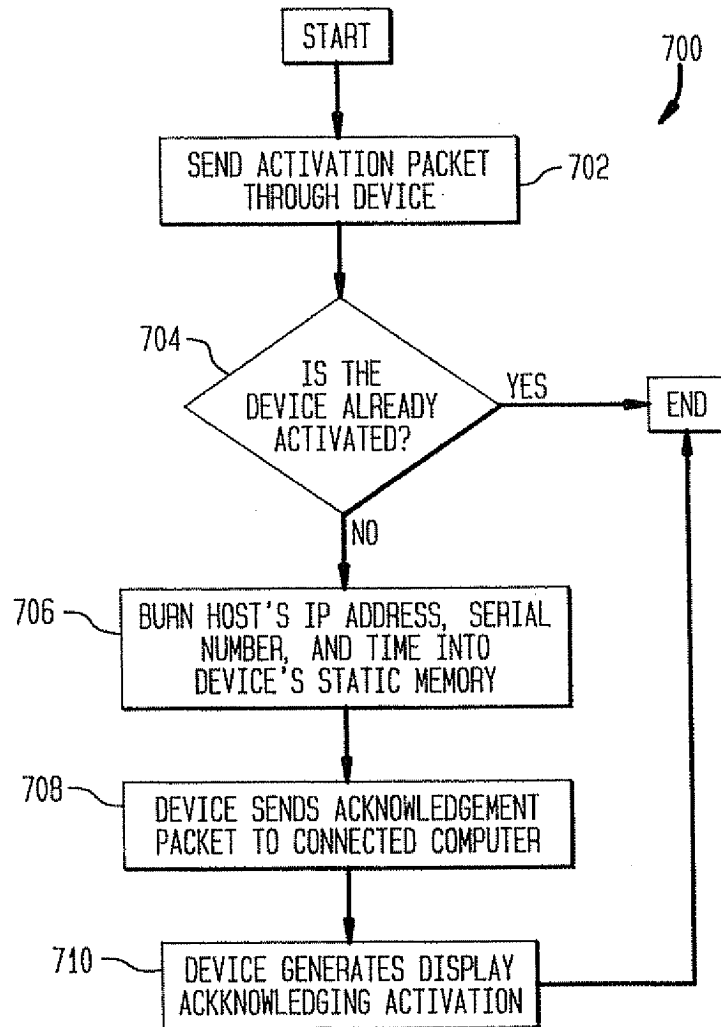 START
700
SEND ACTIVATION PACKET
THROUGH DEVICE
702
704
IS THE
DEVICE ALREADY
ACTIVATED?
YES
END
NO
706
BURN HOST'S IP ADDRESS, SERIAL
NUMBER, AND TIME INTO
DEVICE'S STATIC MEMORY
708
DEVICE SENDS ACKNOWLEDGEMENT
PACKET TO CONNECTED COMPUTER
710
DEVICE GENERATES DISPLAY
ACKKNOWLEDGING ACTIVATION